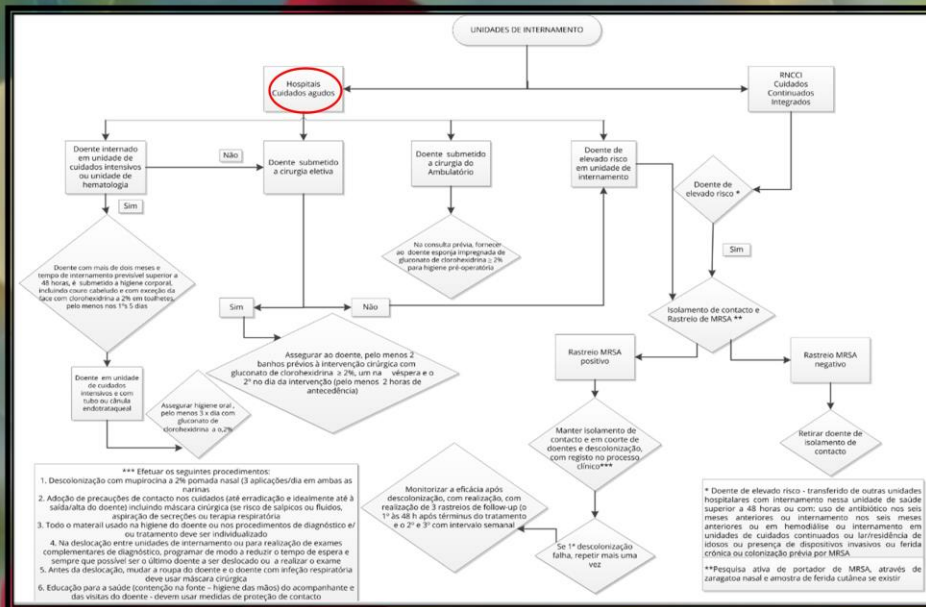 UNIDADES DE INTERNAMENTO
Hospitais
Cuidados agudos
RNCCI
Cuidados
Continuados
Integrados
Doente internado
em unidade de
cuidados intensivos
ou unidade de
hematologia
Não
Doente submetido
a cirurgia eletiva
Doente submetido
a cirurgia do
Ambulatório
Doente de
elevado risco
em unidade de
internamento
Doente de
elevado risco *
Sim
Sim
Doente com mais de dois meses e
tempo de internamento previsível superior a
48 horas, é submetido a higiene corporal,
incluindo couro cabeludo e com exceção da
face com clorohexidina a 2% em toalhetes,
pelo menos nos 1ºs 5 dias
Na consulta prévia, fornecer
ao doente esponja impregnada de
gluconato de clorohexidrina ≥ 2%
para higiene pré-operatória
Sim
Não
Isolamento de contacto e
Rastreio de MRSA **
Assegurar ao doente, pelo menos 2
banhos prévios à intervenção cirúrgica com
gluconato de clorohexidrina ≥ 2%, um na véspera e o
2º no dia da intervenção (pelo menos 2 horas de
antecedência)
Rastreio MRSA
positivo
Rastreio MRSA
negativo
Doente em unidade
de cuidados
intensivos e com
tubo ou cânula
endotraqueal
Assegurar higiene oral ,
pelo menos 3 x dia com
gluconato de
clorohexidrina a 0,2%
Manter isolamento de
contacto e em coorte de
doentes e descolonização,
com registo no processo
clínico***
Retirar doente de
isolamento de
contacto
Monitorizar a eficácia após
descolonização, com realização, com
realização de 3 rastreios de follow-up (o
1º às 48 h após términus do tratamento
e o 2º e 3º com intervalo semanal
Se 1ª descolonização
falha, repetir mais uma
vez
*** Efetuar os seguintes procedimentos:
1. Descolonização com mupirocina a 2% pomada nasal (3 aplicações/dia em ambas as
narinas
2. Adoção de precauções de contacto nos cuidados (até erradicação e idealmente até à
saída/alta do doente) incluindo máscara cirúrgica (se risco de salpicos ou fluidos,
aspiração de secreções ou terapia respiratória
3. Todo o materail usado na higiene do doente ou nos procedimentos de diagnóstico e/
ou tratamento deve ser individualizado
4. Na deslocação entre unidades de internamento ou para realização de exames
complementares de diagnóstico, programar de modo a reduzir o tempo de espera e
sempre que possível ser o último doente a ser deslocado ou a realizar o exame
5. Antes da deslocação, mudar a roupa do doente e o doente com infeção respiratória
deve usar máscara cirúrgica
6. Educação para a saúde (contenção na fonte – higiene das mãos) do acompanhante e
das visitas do doente - devem usar medidas de proteção de contacto
* Doente de elevado risco - transferido de outras unidades
hospitalares com internamento nessa unidade de saúde
superior a 48 horas ou com: uso de antibiótico nos seis
meses anteriores ou internamento nos seis meses
anteriores ou em hemodiálise ou internamento em
unidades de cuidados continuados ou lar/residência de
idosos ou presença de dispositivos invasivos ou ferida
crónica ou colonização prévia por MRSA
**Pesquisa ativa de portador de MRSA, através de
zaragatoa nasal e amostra de ferida cutânea se existir